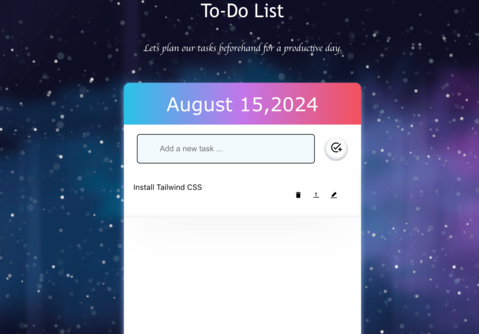 To-Do List
Let's plan our tasks beforehand for a productive day.
August 15,2024
Add a new task ...
Install Tailwind CSS